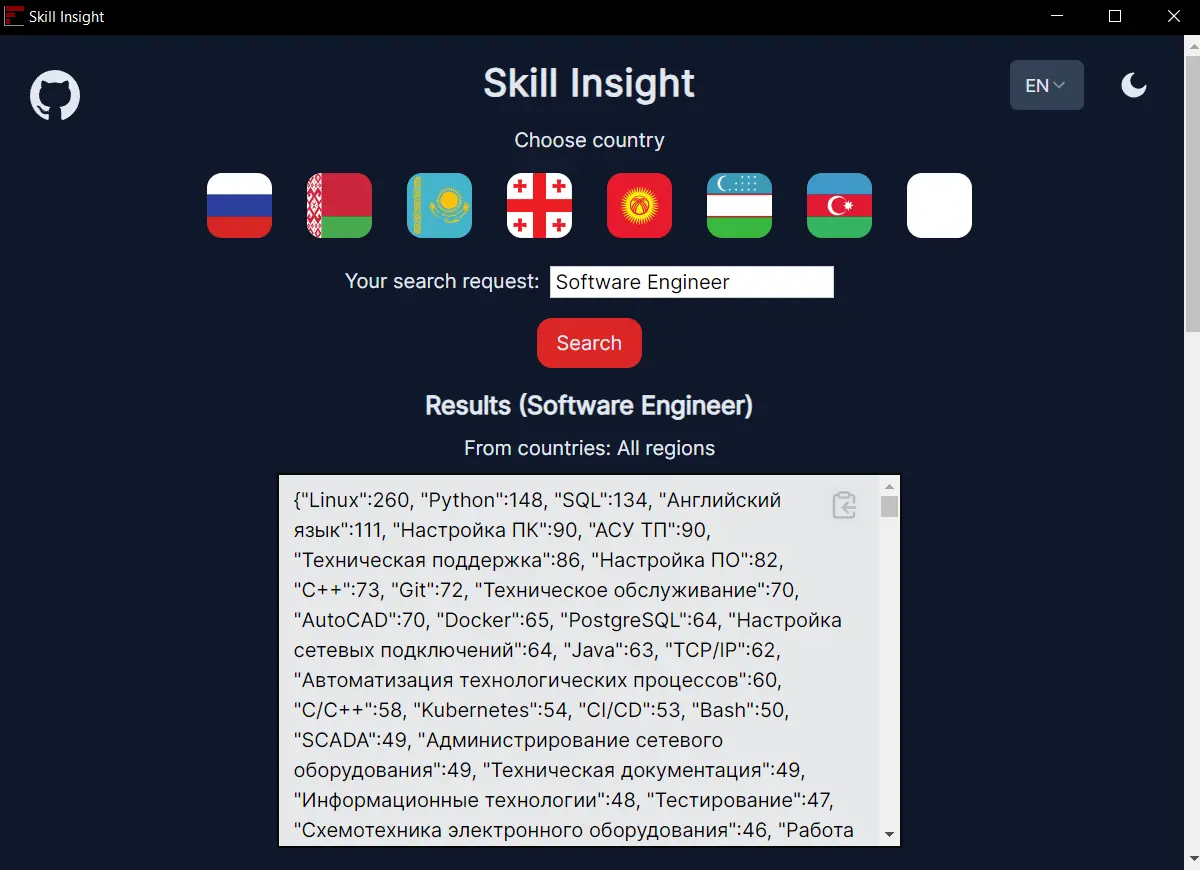 Skill Insight
Skill Insight
EN
Choose country
Your search request: Software Engineer
Search
Results (Software Engineer)
From countries: All regions
{"Linux":260, "Python":148, "SQL":134, "Английский
язык":111, "Настройка ПК":90, "АСУ ТП":90,
"Техническая поддержка":86, "Настройка ПО":82,
"C++":73, "Git":72, "Техническое обслуживание":70,
"AutoCAD":70, "Docker":65, "PostgreSQL":64, "Настройка
сетевых подключений":64, "Java":63, "TCP/IP":62,
"Автоматизация технологических процессов":60,
"C/C++":58, "Kubernetes":54, "CI/CD":53, "Bash":50,
"SCADA":49, "Администрирование сетевого
оборудования":49, "Техническая документация":49,
"Информационные технологии":48, "Тестирование":47,
"Схемотехника электронного оборудования":46, "Работа